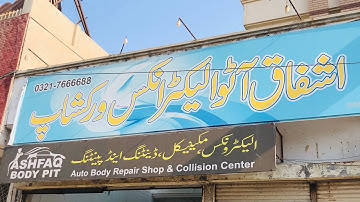 0321-7666688
اشفاق آٹو الیکٹرانکس ورکشاپ
الیکٹرونکس، مکینیکل، ڈینٹنگ اینڈ پینٹنگ
ASHFAQ
BODY PIT
Auto Body Repair Shop & Collision Center